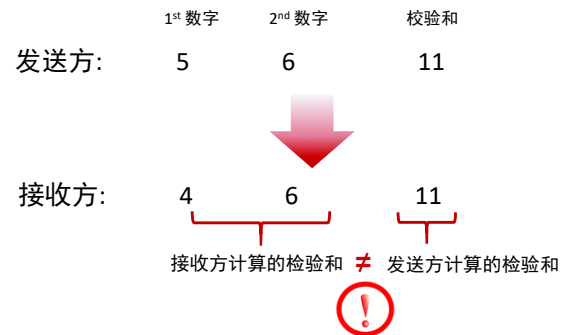 1st 数字 2nd 数字 校验和
发送方: 5 6 11
接收方: 4 6 11
接收方计算的检验和 ≠ 发送方计算的检验和
!